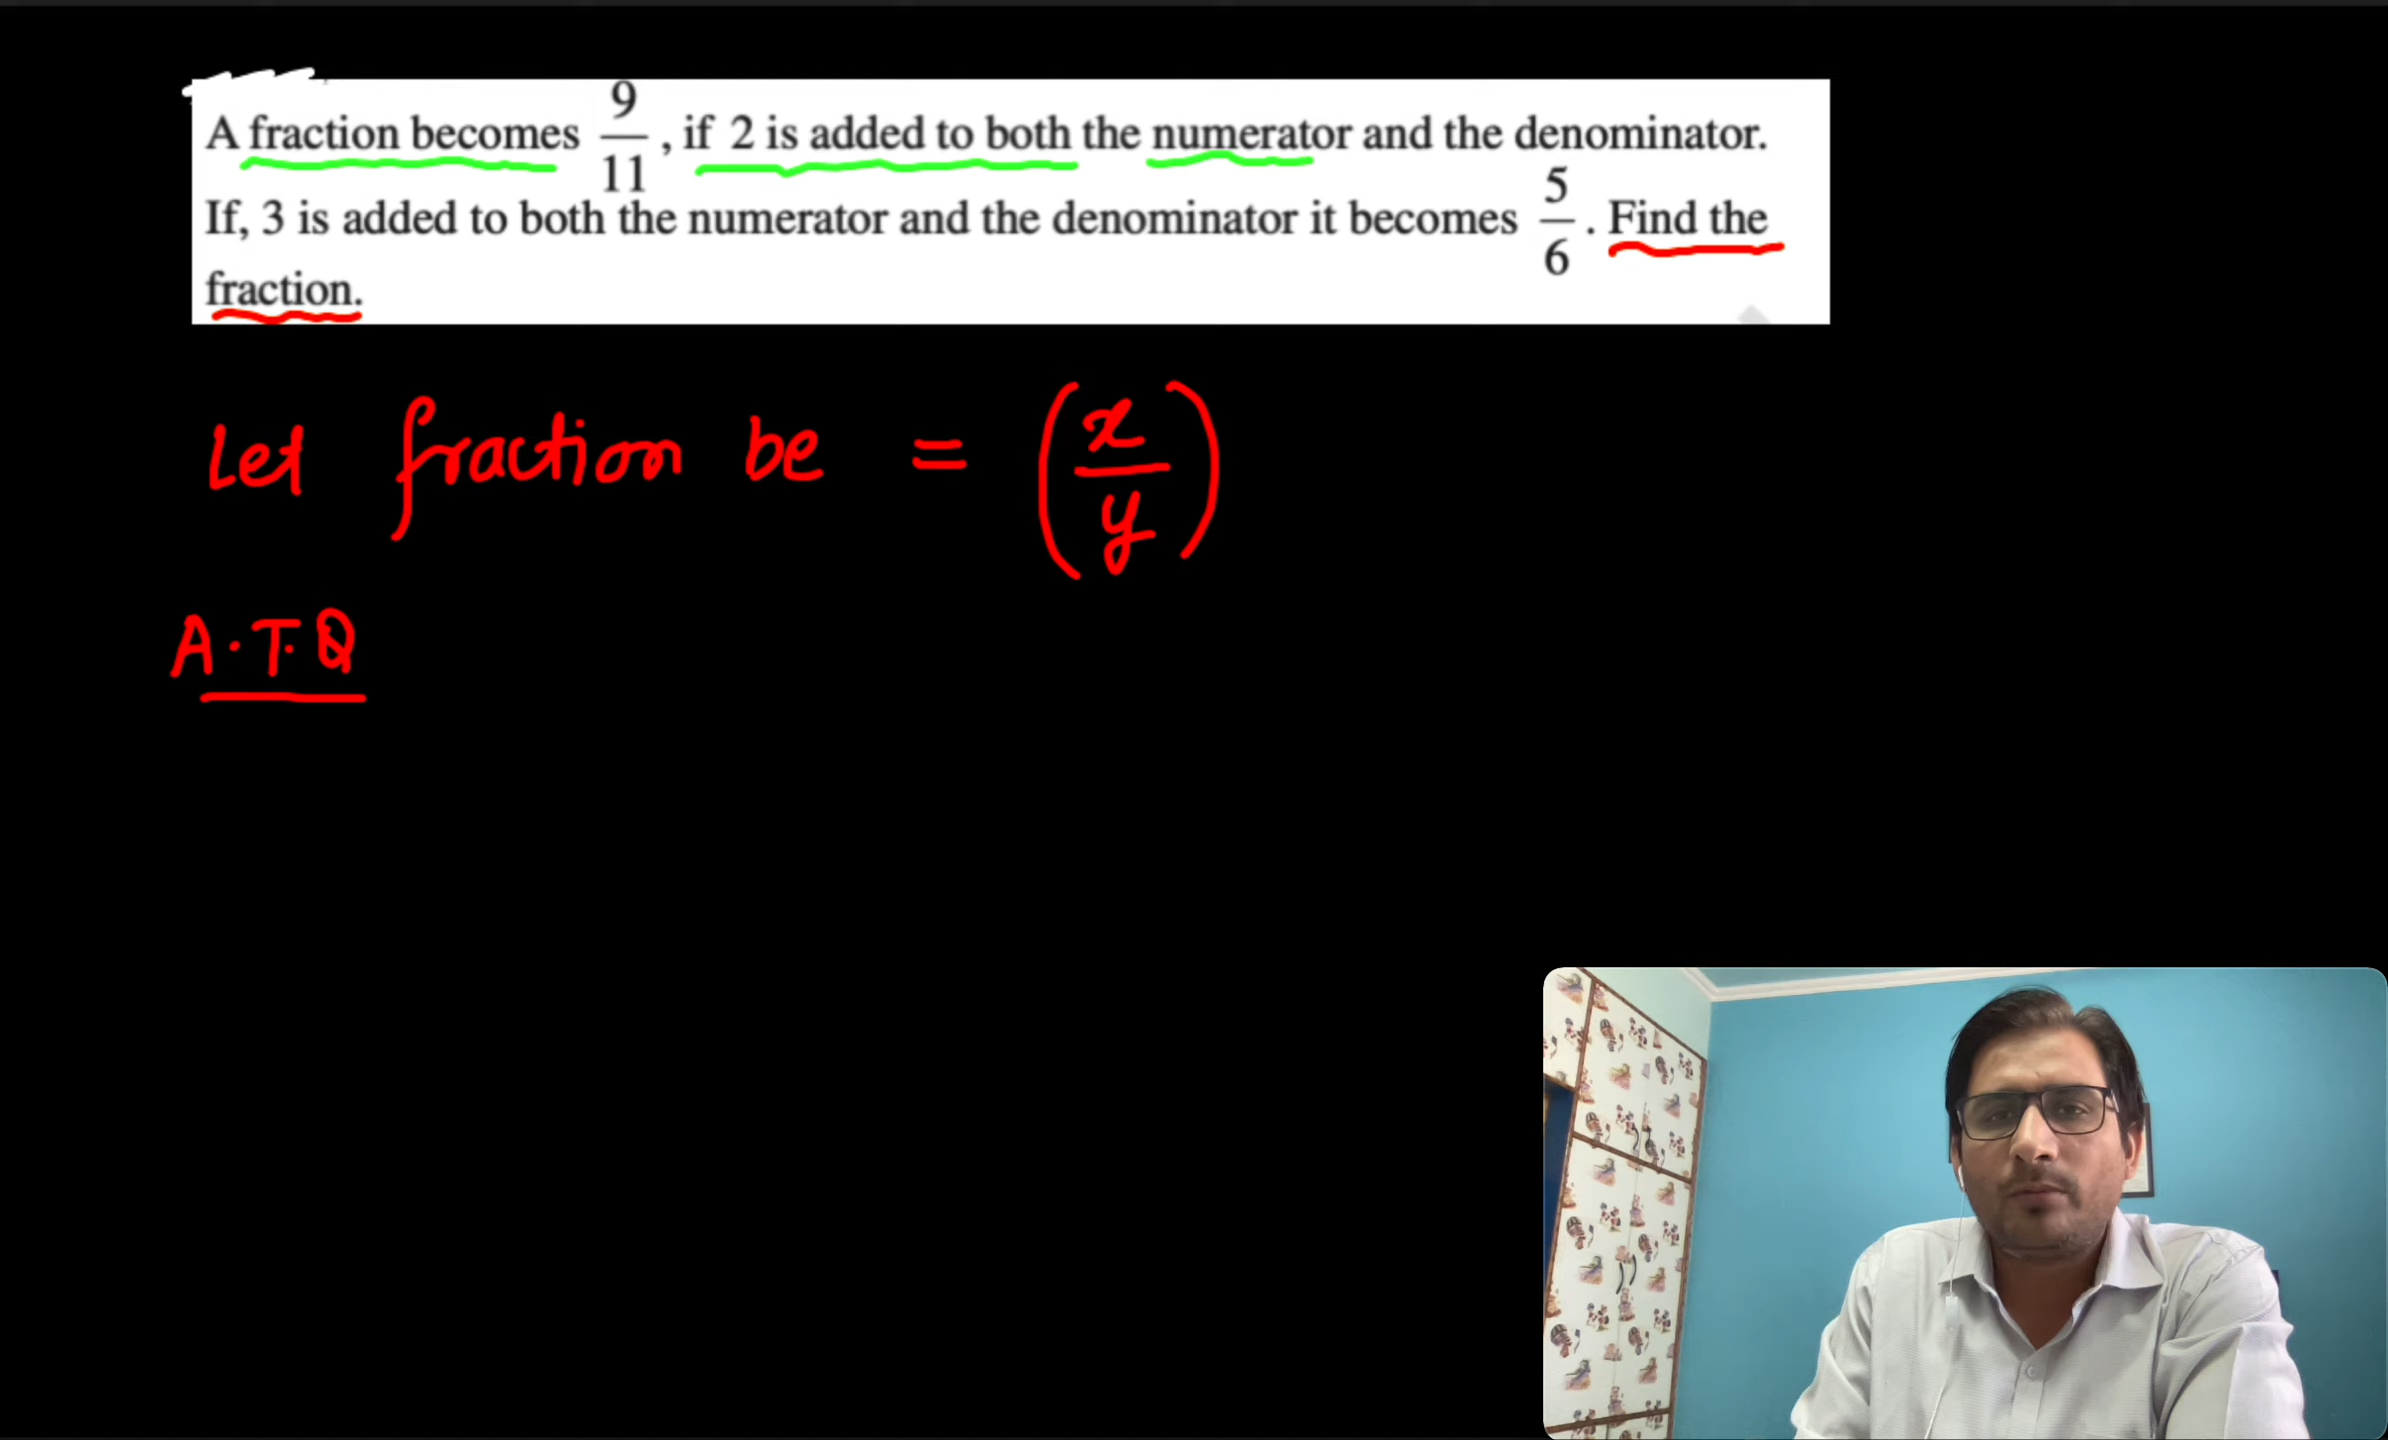 A fraction becomes 9/11, if 2 is added to both the numerator and the denominator.
If, 3 is added to both the numerator and the denominator it becomes 5/6. Find the
fraction.
Let fraction be = (x/y)
A.T.Q